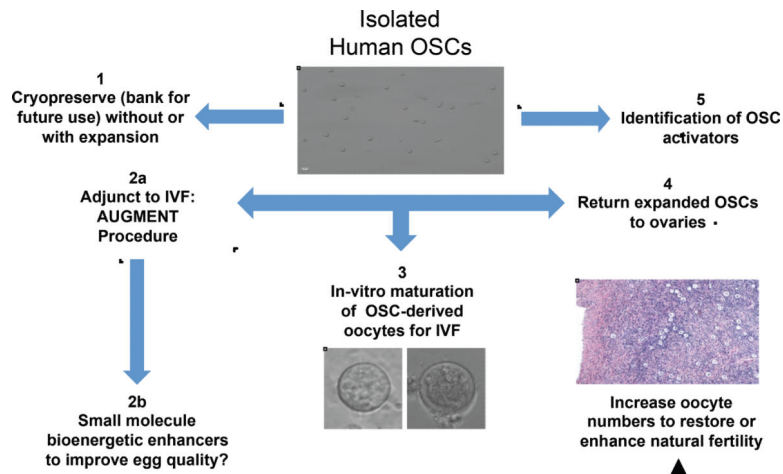 Isolated
Human OSCs
1
Cryopreserve (bank for
future use) without or
with expansion
5
Identification of OSC
activators
2a
Adjunct to IVF:
AUGMENT
Procedure
4
Return expanded OSCs
to ovaries
3
In-vitro maturation
of OSC-derived
oocytes for IVF
2b
Small molecule
bioenergetic enhancers
to improve egg quality?
Increase oocyte
numbers to restore or
enhance natural fertility